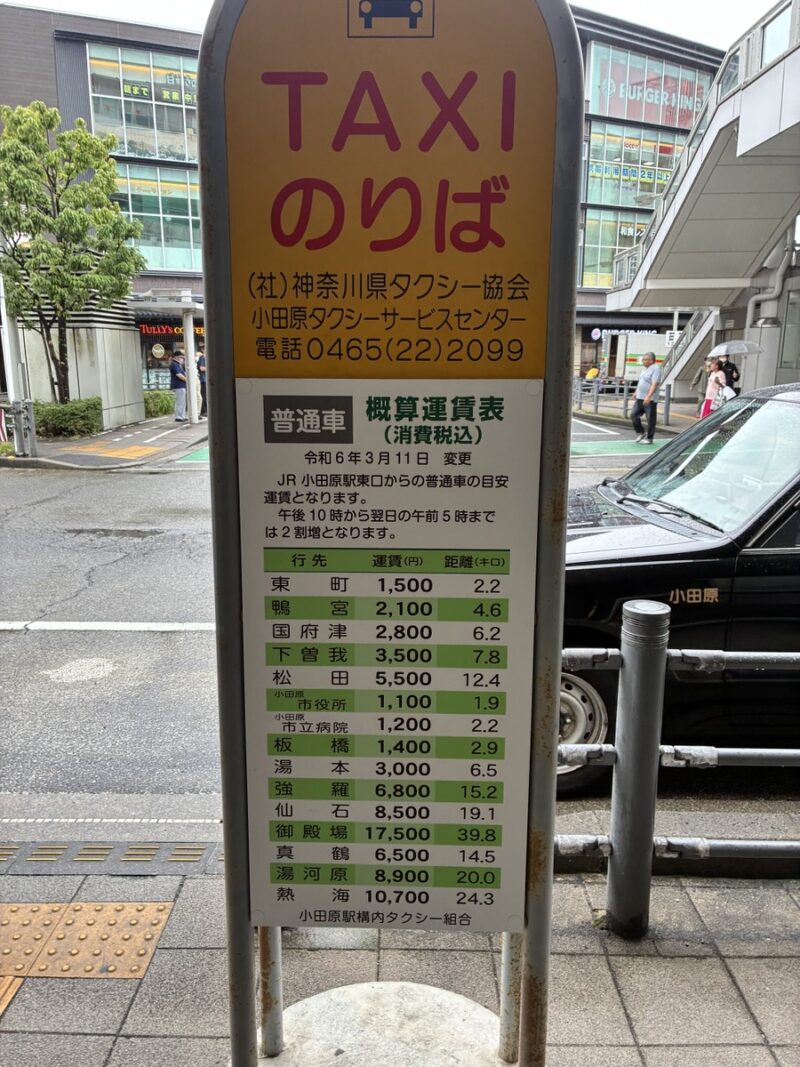 TAXI
のりば
(社)神奈川県タクシー協会
小田原タクシーサービスセンター
電話0465(22)2099
普通車 概算運賃表
(消費税込)
令和6年3月11日 変更
JR小田原駅東口からの普通車の目安
運賃となります。
午後10時から翌日の午前5時まで
は2割増となります。
行先 運賃(円) 距離(キロ)
東町 1,500 2.2
鴨宮 2,100 4.6
国府津 2,800 6.2
下曽我 3,500 7.8
松田 5,500 12.4
小田原市役所 1,100 1.9
小田原市立病院 1,200 2.2
板橋 1,400 2.9
湯本 3,000 6.5
強羅 6,800 15.2
仙石 8,500 19.1
御殿場 17,500 39.8
真鶴 6,500 14.5
湯河原 8,900 20.0
熱海 10,700 24.3
小田原駅構内タクシー組合
小田原
TULLY'S COFFEE
BURGER KING
BURGER KING